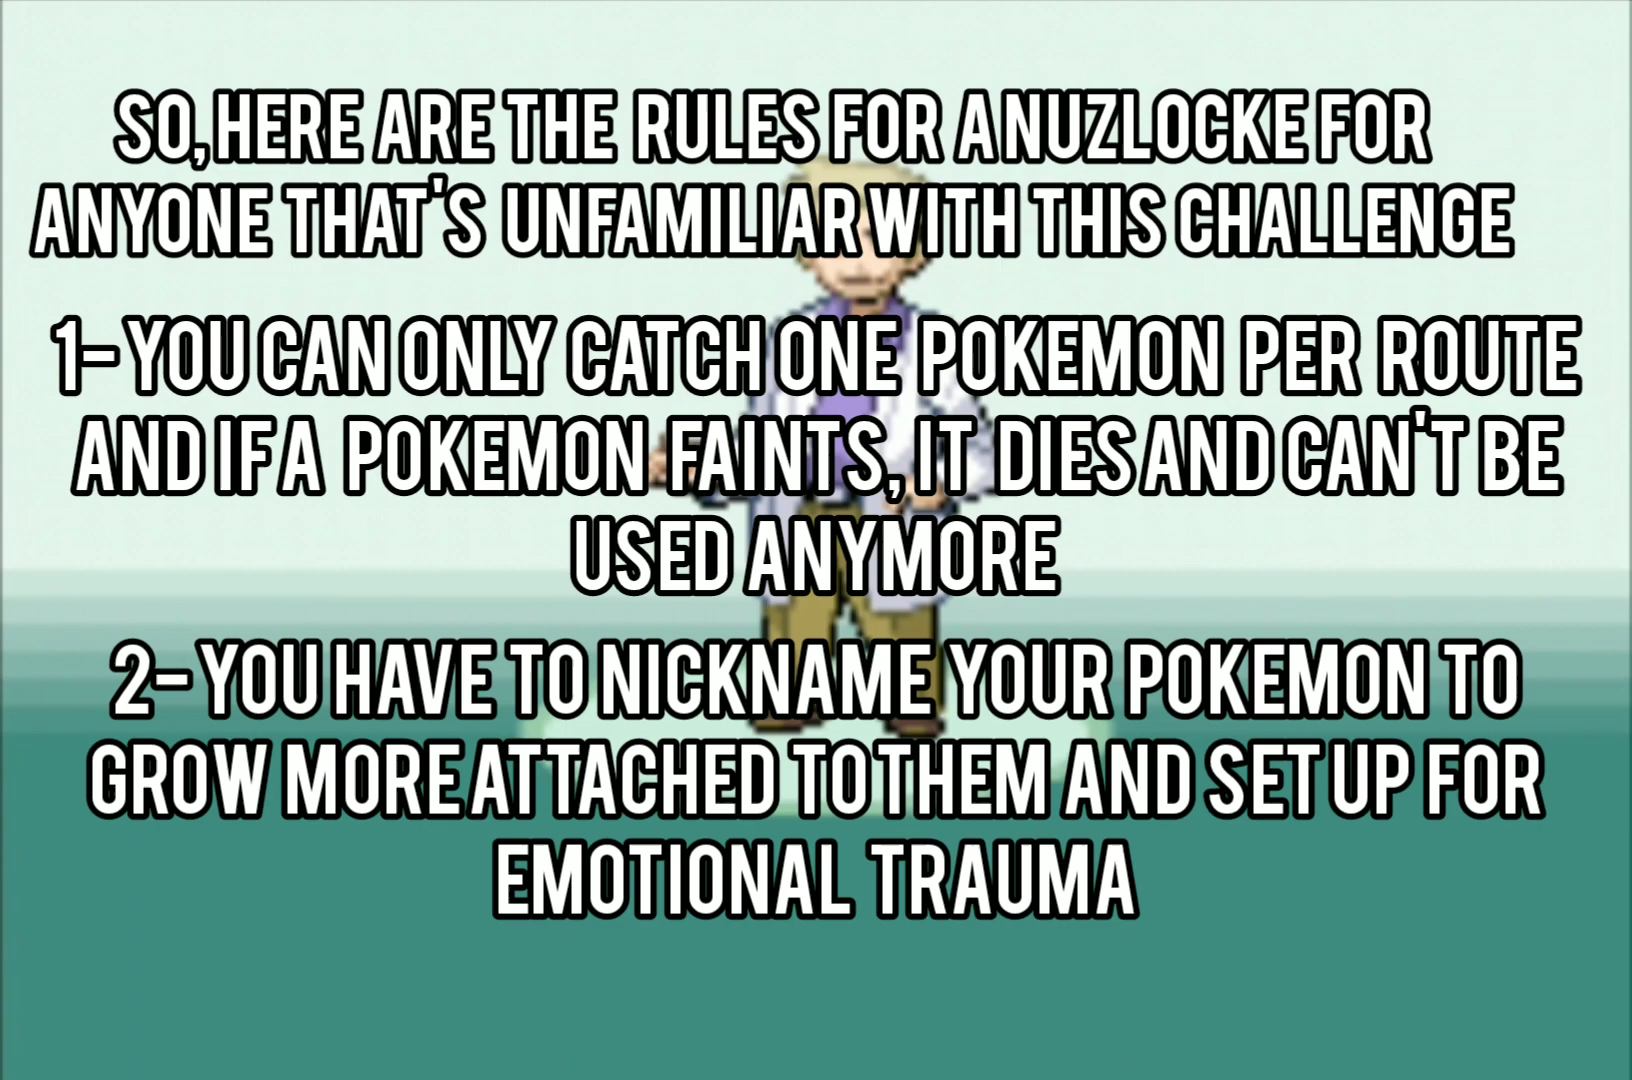 SO, HERE ARE THE RULES FOR A NUZLOCKE FOR
ANYONE THAT'S UNFAMILIAR WITH THIS CHALLENGE
1- YOU CAN ONLY CATCH ONE POKEMON PER ROUTE
AND IF A POKEMON FAINTS, IT DIES AND CAN'T BE
USED ANYMORE
2- YOU HAVE TO NICKNAME YOUR POKEMON TO
GROW MORE ATTACHED TO THEM AND SET UP FOR
EMOTIONAL TRAUMA